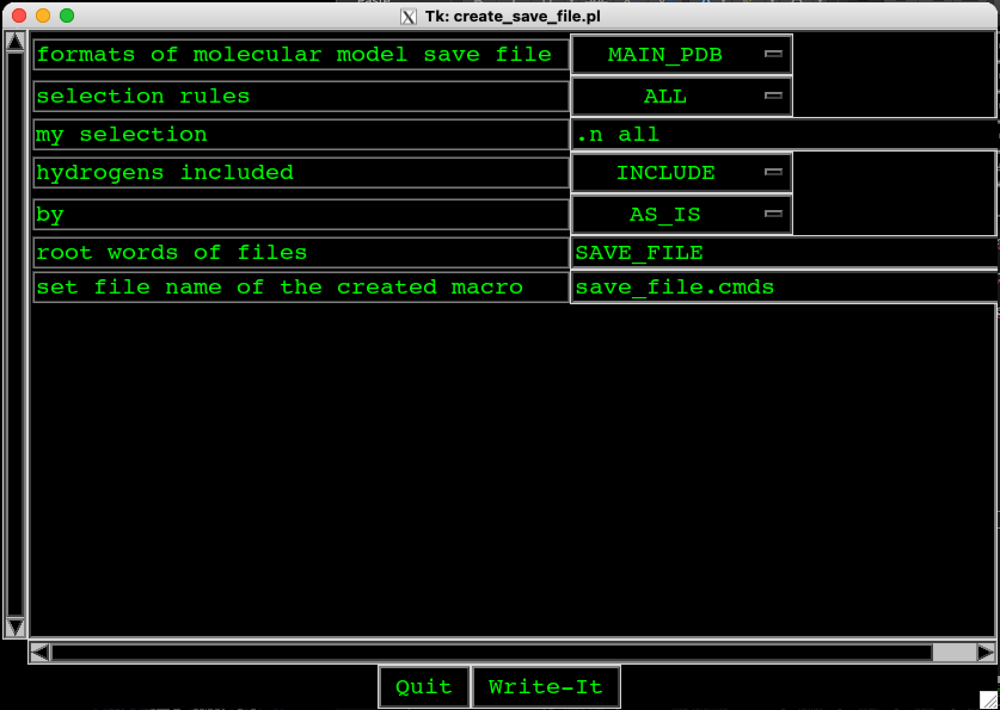 Tk: create_save_file.pl
formats of molecular model save file MAIN_PDB
selection rules ALL
my selection .n all
hydrogens included INCLUDE
by AS_IS
root words of files SAVE_FILE
set file name of the created macro save_file.cmds
Quit Write-It